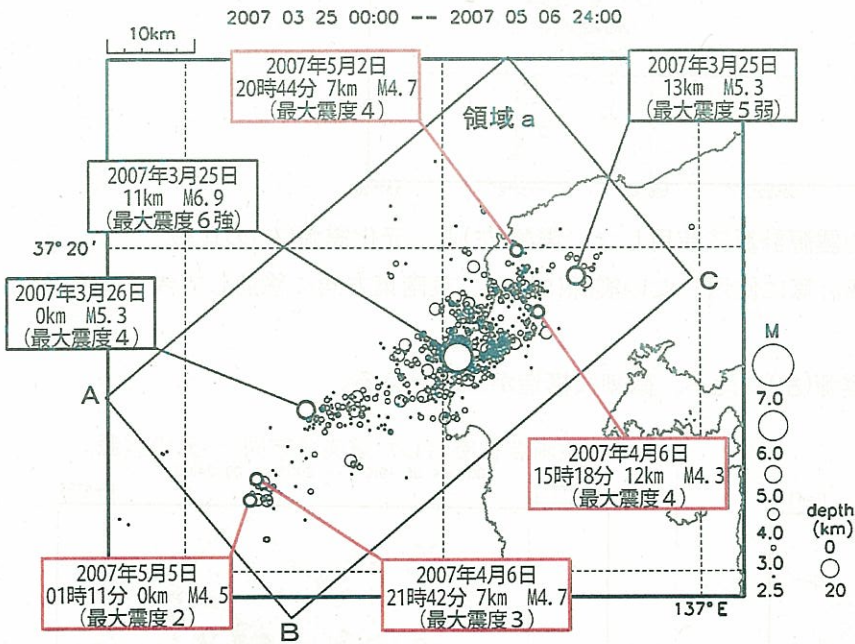 2007 03 25 00:00 -- 2007 05 06 24:00
10km
2007年5月2日
20時44分 7km M4.7
(最大震度4)
2007年3月25日
13km M5.3
(最大震度5弱)
領域a
2007年3月25日
11km M6.9
(最大震度6強)
37°20'
2007年3月26日
0km M5.3
(最大震度4)
C
A
M
7.0
6.0
5.0
4.0
3.0
2.5
depth
(km)
0
20
2007年4月6日
15時18分 12km M4.3
(最大震度4)
2007年5月5日
01時11分 0km M4.5
(最大震度2)
2007年4月6日
21時42分 7km M4.7
(最大震度3)
137°E
B